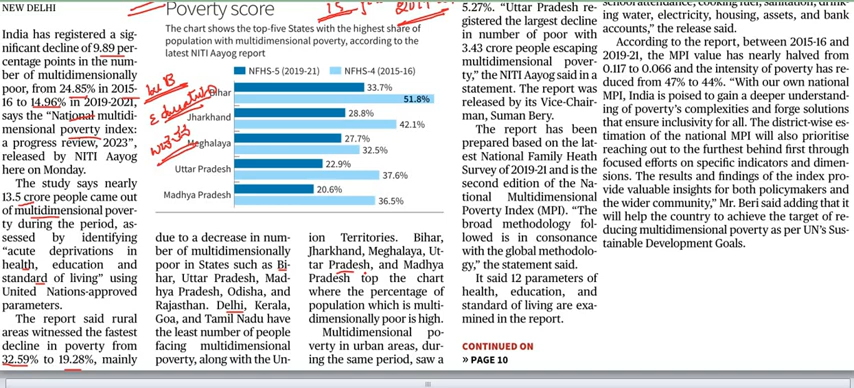 NEW DELHI
India has registered a sig-
nificant decline of 9.89 per-
centage points in the num-
ber of multidimensionally
poor, from 24.85% in 2015-
16 to 14.96% in 2019-2021,
says the “National multidi-
mensional poverty index:
a progress review, 2023”,
released by NITI Aayog
here on Monday.
The study says nearly
13.5 crore people came out
of multidimensional pover-
ty during the period, as-
sessed by identifying
“acute deprivations in
health, education and
standard of living” using
United Nations-approved
parameters.
The report said rural
areas witnessed the fastest
decline in poverty from
32.59% to 19.28%, mainly
Poverty score
The chart shows the top-five States with the highest share of
population with multidimensional poverty, according to the
latest NITI Aayog report
NFHS-5 (2019-21) NFHS-4 (2015-16)
Bihar 33.7%
51.8%
Jharkhand 28.8%
42.1%
Meghalaya 27.7%
32.5%
Uttar Pradesh 22.9%
37.6%
Madhya Pradesh 20.6%
36.5%
due to a decrease in num-
ber of multidimensionally
poor in States such as Bi-
har, Uttar Pradesh, Mad-
hya Pradesh, Odisha, and
Rajasthan. Delhi, Kerala,
Goa, and Tamil Nadu have
the least number of people
facing multidimensional
poverty, along with the Un-
ion Territories. Bihar,
Jharkhand, Meghalaya, Ut-
tar Pradesh, and Madhya
Pradesh top the chart
where the percentage of
population which is multi-
dimensionally poor is high.
Multidimensional po-
verty in urban areas, dur-
ing the same period, saw a
5.27%. “Uttar Pradesh re-
gistered the largest decline
in number of poor with
3.43 crore people escaping
multidimensional pover-
ty,” the NITI Aayog said in a
statement. The report was
released by its Vice-Chair-
man, Suman Bery.
The report has been
prepared based on the lat-
est National Family Heath
Survey of 2019-21 and is the
second edition of the Na-
tional Multidimensional
Poverty Index (MPI). “The
broad methodology fol-
lowed is in consonance
with the global methodolo-
gy,” the statement said.
It said 12 parameters of
health, education, and
standard of living are exa-
mined in the report.
CONTINUED ON
» PAGE 10
school attendance, cooking fuel, sanitation, drink-
ing water, electricity, housing, assets, and bank
accounts,” the release said.
According to the report, between 2015-16 and
2019-21, the MPI value has nearly halved from
0.117 to 0.066 and the intensity of poverty has re-
duced from 47% to 44%. “With our own national
MPI, India is poised to gain a deeper understand-
ing of poverty’s complexities and forge solutions
that ensure inclusivity for all. The district-wise es-
timation of the national MPI will also prioritise
reaching out to the furthest behind first through
focused efforts on specific indicators and dimen-
sions. The results and findings of the index pro-
vide valuable insights for both policymakers and
the wider community,” Mr. Beri said adding that it
will help the country to achieve the target of re-
ducing multidimensional poverty as per UN’s Sus-
tainable Development Goals.